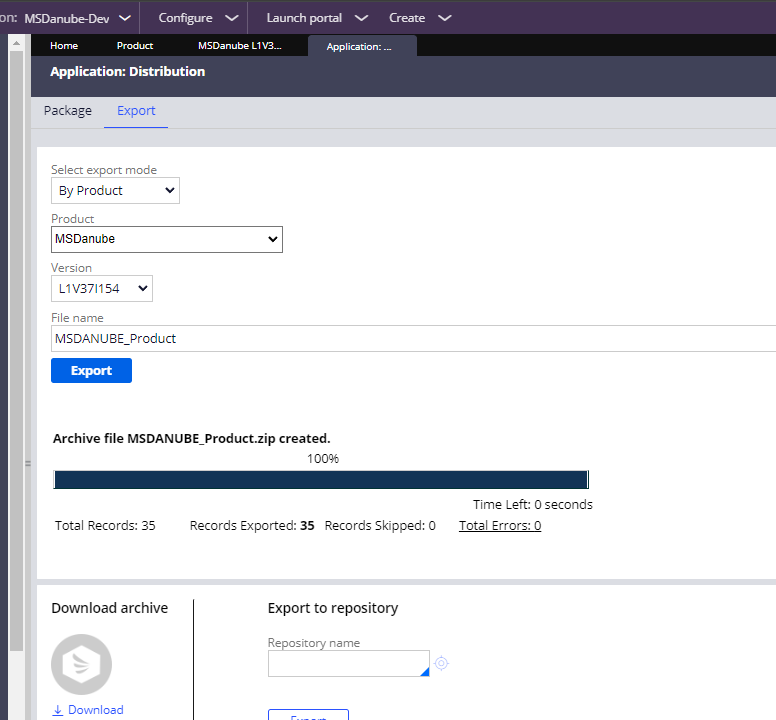 on: MSDanube-Dev Configure Launch portal Create
Home Product MSDanube L1V3... Application: ...
Application: Distribution
Package Export
Select export mode
By Product
Product
MSDanube
Version
L1V37I154
File name
MSDANUBE_Product
Export
Archive file MSDANUBE_Product.zip created.
100%
Time Left: 0 seconds
Total Records: 35 Records Exported: 35 Records Skipped: 0 Total Errors: 0
Download archive Export to repository
Repository name
Download
Export